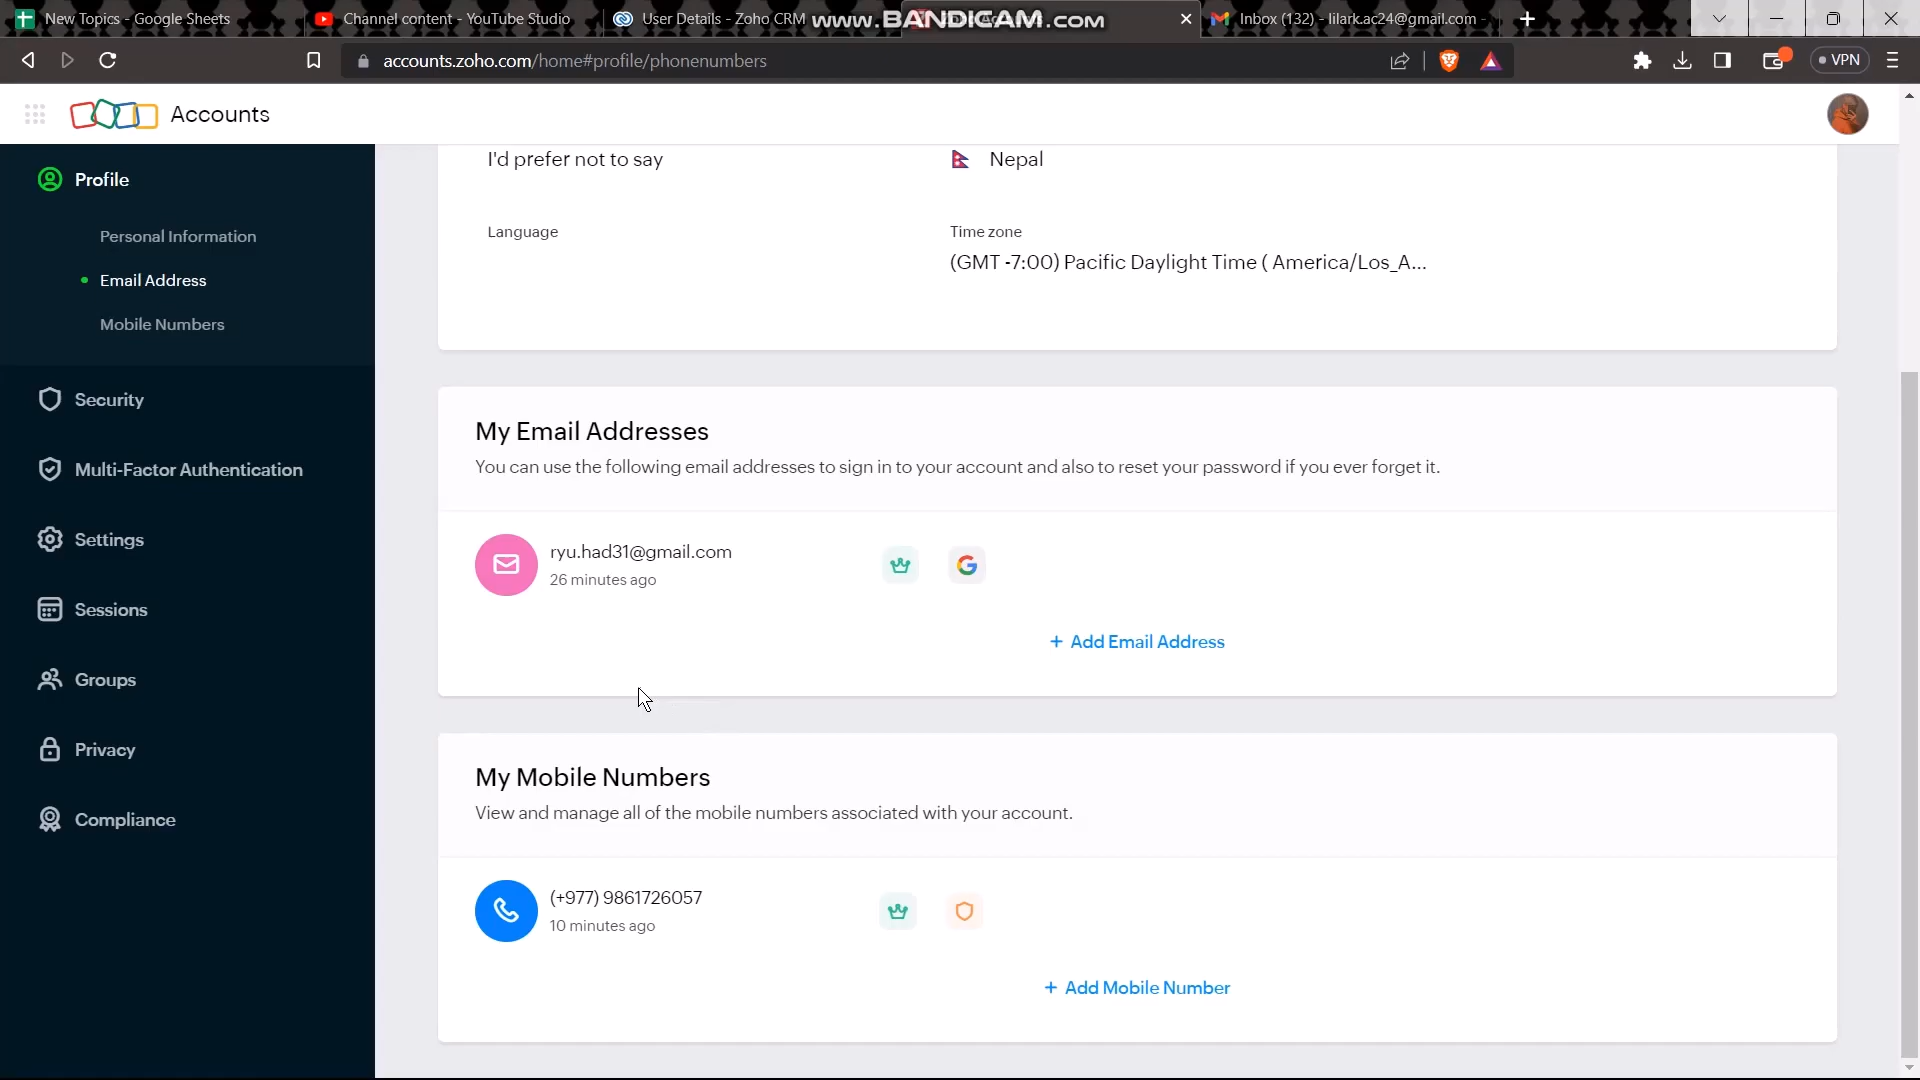 New Topics - Google Sheets
Channel content - YouTube Studio
User Details - Zoho CRM
www.BANDICAM.com
Inbox (132) - lilark.ac24@gmail.com -
accounts.zoho.com/home#profile/phonenumbers
VPN
Accounts
Profile
Personal Information
Email Address
Mobile Numbers
Security
Multi-Factor Authentication
Settings
Sessions
Groups
Privacy
Compliance
I'd prefer not to say
Nepal
Language
Time zone
(GMT -7:00) Pacific Daylight Time ( America/Los_A...
My Email Addresses
You can use the following email addresses to sign in to your account and also to reset your password if you ever forget it.
ryu.had31@gmail.com
26 minutes ago
+ Add Email Address
My Mobile Numbers
View and manage all of the mobile numbers associated with your account.
(+977) 9861726057
10 minutes ago
+ Add Mobile Number